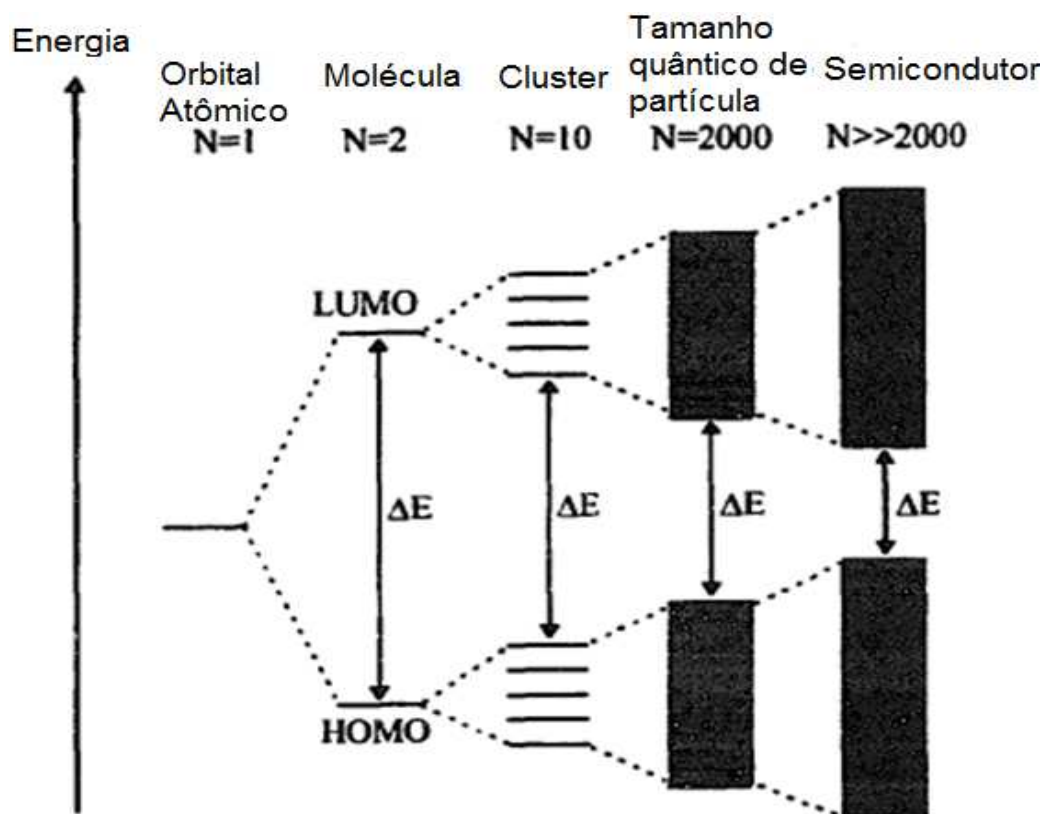 Energia
Orbital
Atômico
N=1
Molécula
N=2
Cluster
N=10
Tamanho
quântico de
partícula
N=2000
Semicondutor
N>>2000
LUMO
ΔE
ΔE
ΔE
ΔE
HOMO